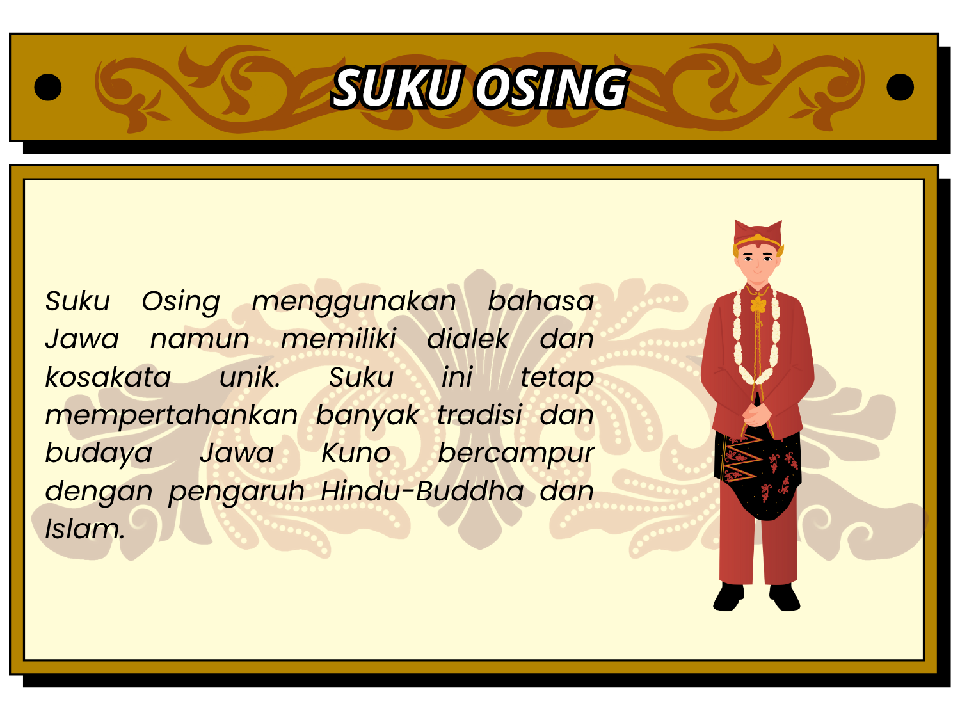 SUKU OSING
Suku Osing menggunakan bahasa
Jawa namun memiliki dialek dan
kosakata unik. Suku ini tetap
mempertahankan banyak tradisi dan
budaya Jawa Kuno bercampur
dengan pengaruh Hindu-Buddha dan
Islam.